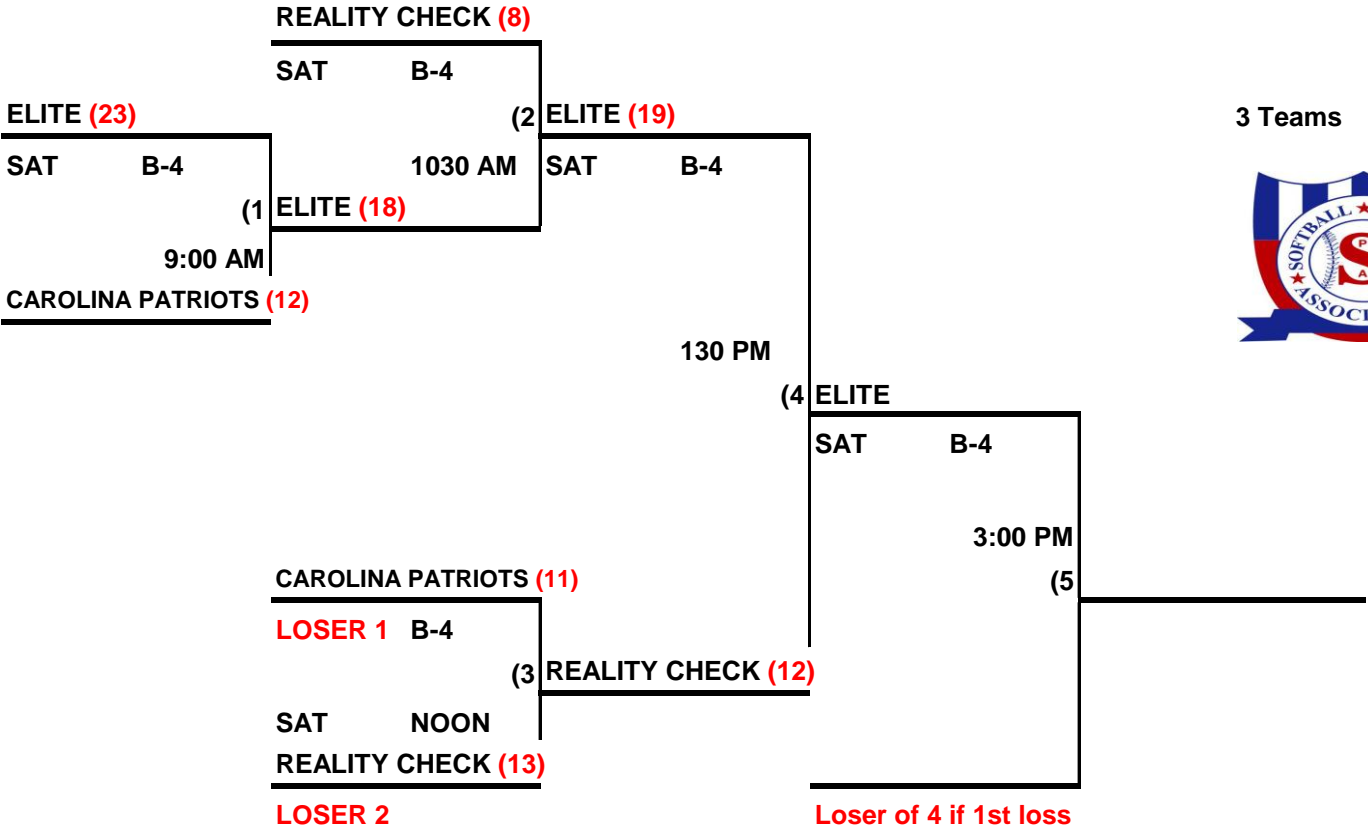 REALITY CHECK (8)
SAT B-4
ELITE (23)
(2 ELITE (19)
3 Teams
SAT B-4
1030 AM SAT B-4
(1 ELITE (18)
9:00 AM
CAROLINA PATRIOTS (12)
SOFTBALL
130 PM
(4 ELITE
SAT B-4
3:00 PM
CAROLINA PATRIOTS (11)
(5
LOSER 1 B-4
(3 REALITY CHECK (12)
SAT NOON
REALITY CHECK (13)
LOSER 2
Loser of 4 if 1st loss